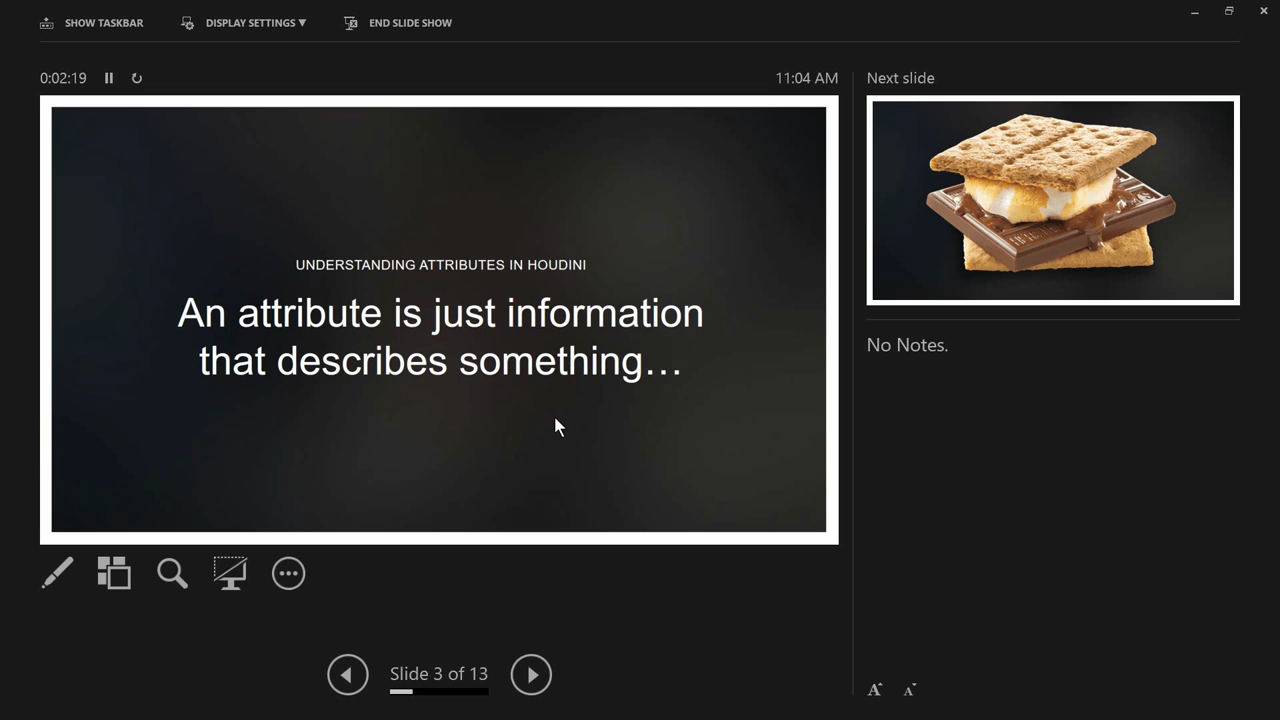 SHOW TASKBAR
DISPLAY SETTINGS ▼
END SLIDE SHOW
0:02:19
11:04 AM
Next slide
UNDERSTANDING ATTRIBUTES IN HOUDINI
An attribute is just information
that describes something...
No Notes.
Slide 3 of 13
A A